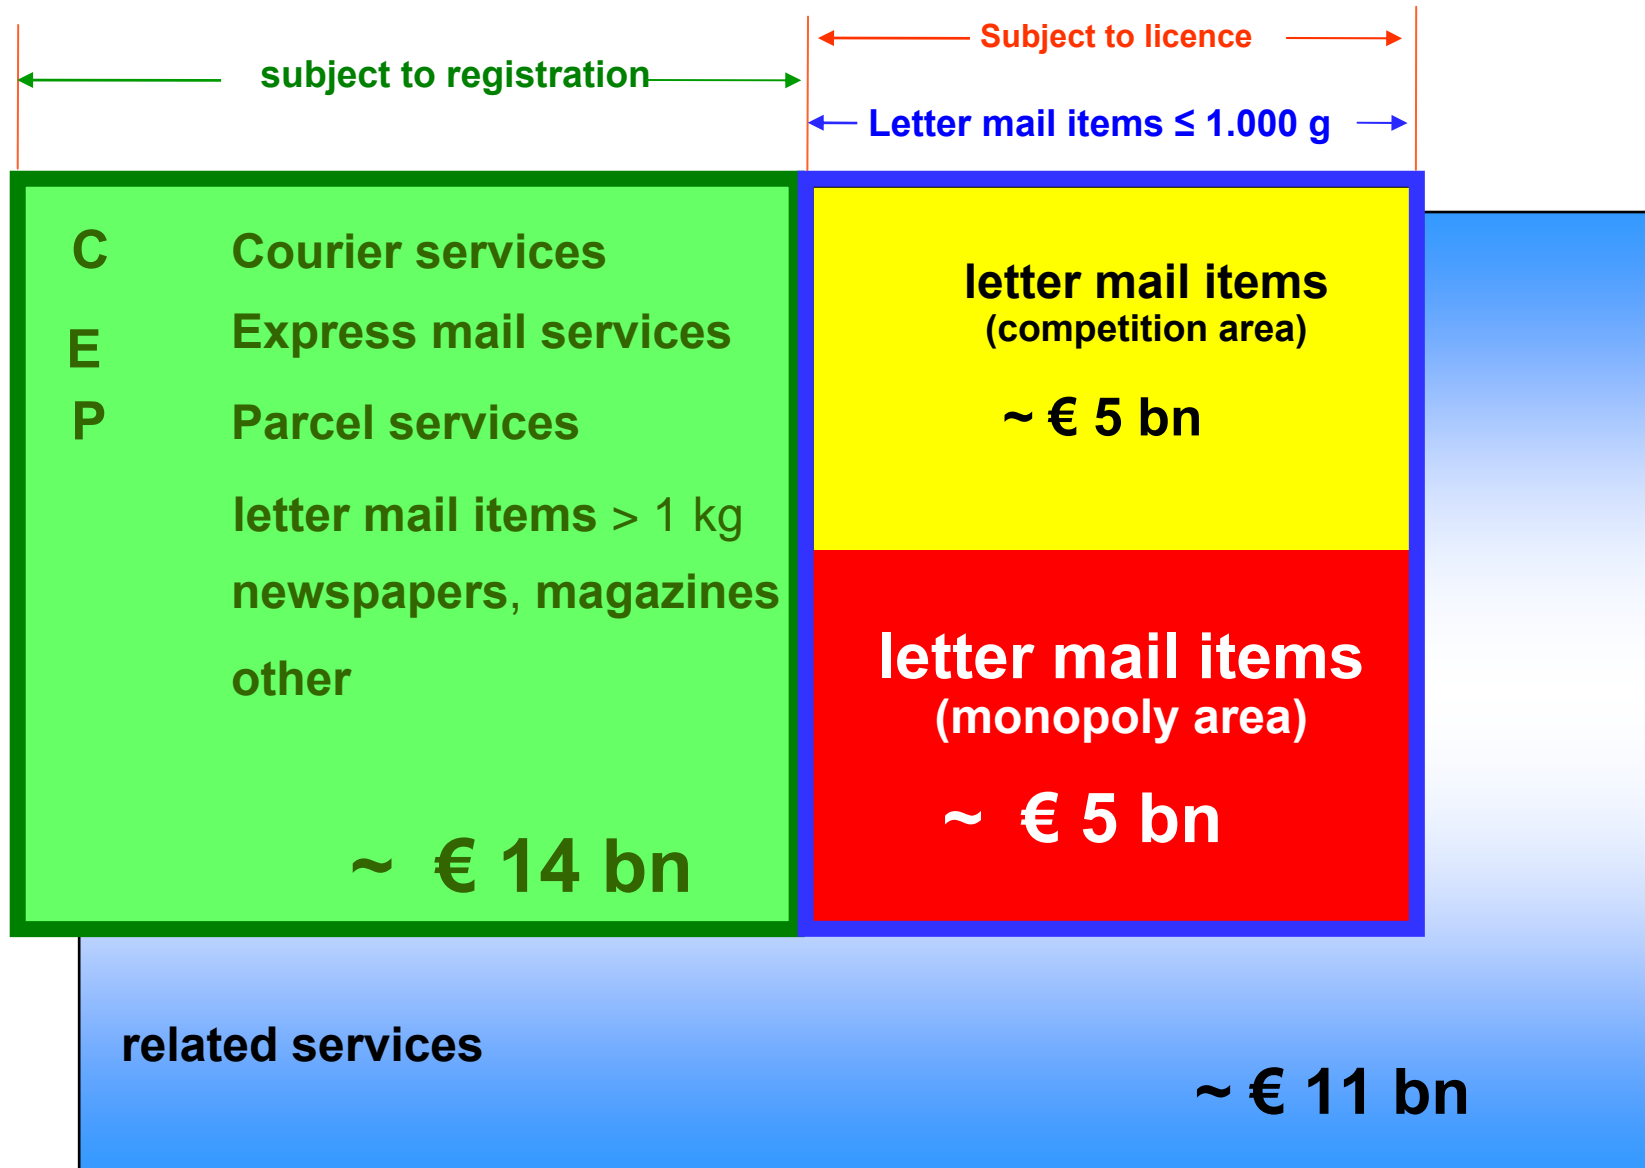 Subject to licence
subject to registration
Letter mail items ≤ 1.000 g
C Courier services
E Express mail services
P Parcel services
letter mail items > 1 kg
newspapers, magazines
other
~ € 14 bn
letter mail items
(competition area)
~ € 5 bn
letter mail items
(monopoly area)
~ € 5 bn
related services
~ € 11 bn